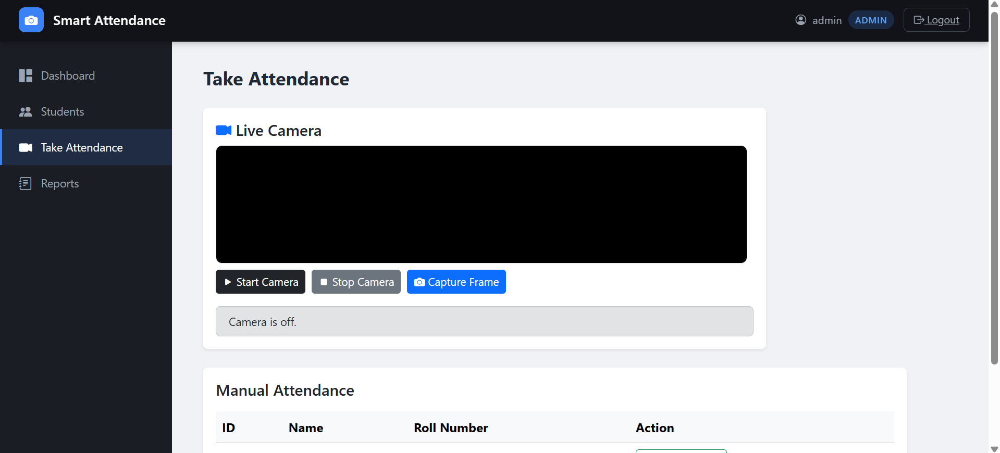 Smart Attendance
admin ADMIN Logout
Dashboard
Students
Take Attendance
Reports
Take Attendance
Live Camera
Start Camera Stop Camera Capture Frame
Camera is off.
Manual Attendance
ID Name Roll Number Action